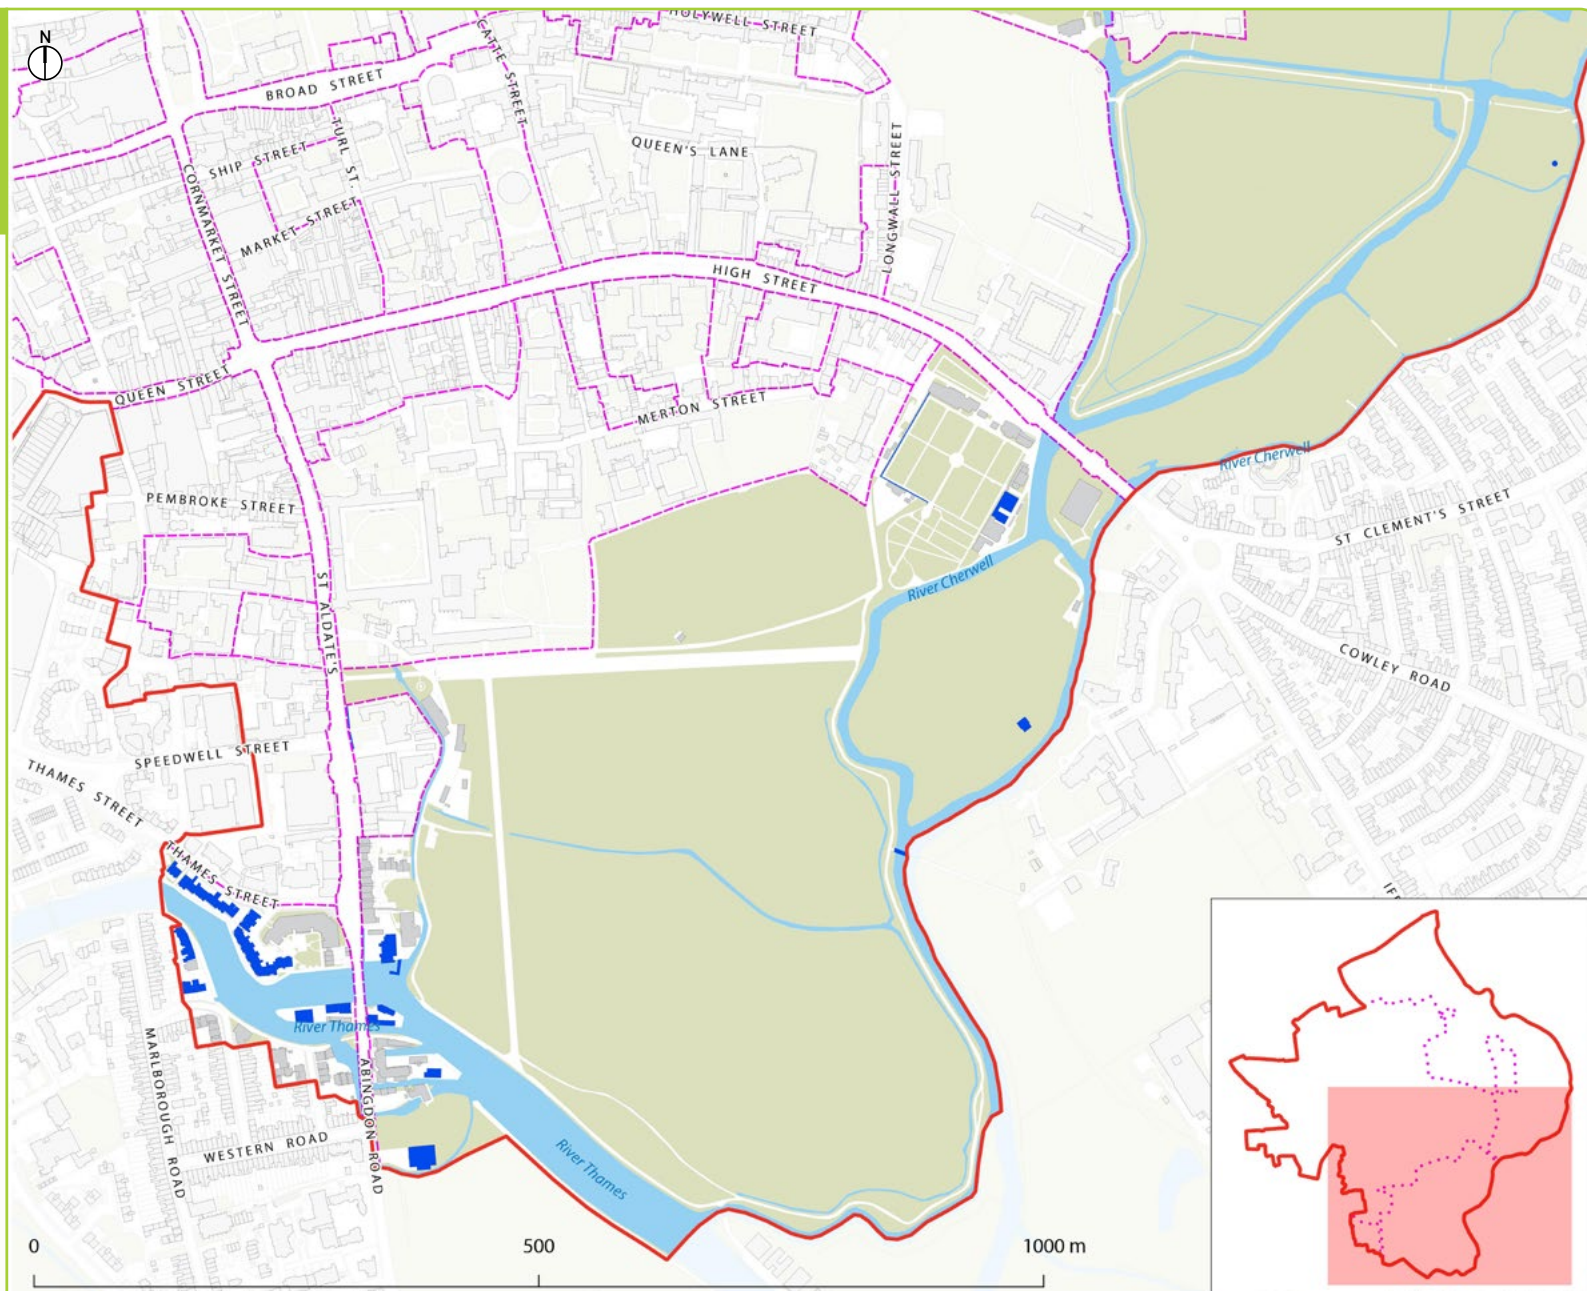 N
HOLYWELL STREET
CATTE STREET
BROAD STREET
TURL ST.
SHIP STREET
QUEEN'S LANE
LONGWALL STREET
CORNMARKET STREET
MARKET STREET
HIGH STREET
QUEEN STREET
MERTON STREET
River Cherwell
PEMBROKE STREET
ST CLEMENT'S STREET
River Cherwell
ST ALDATE'S
COWLEY ROAD
SPEEDWELL STREET
THAMES STREET
THAMES STREET
River Thames
MARLBOROUGH ROAD
ABINGDON ROAD
WESTERN ROAD
River Thames
0
500
1000 m